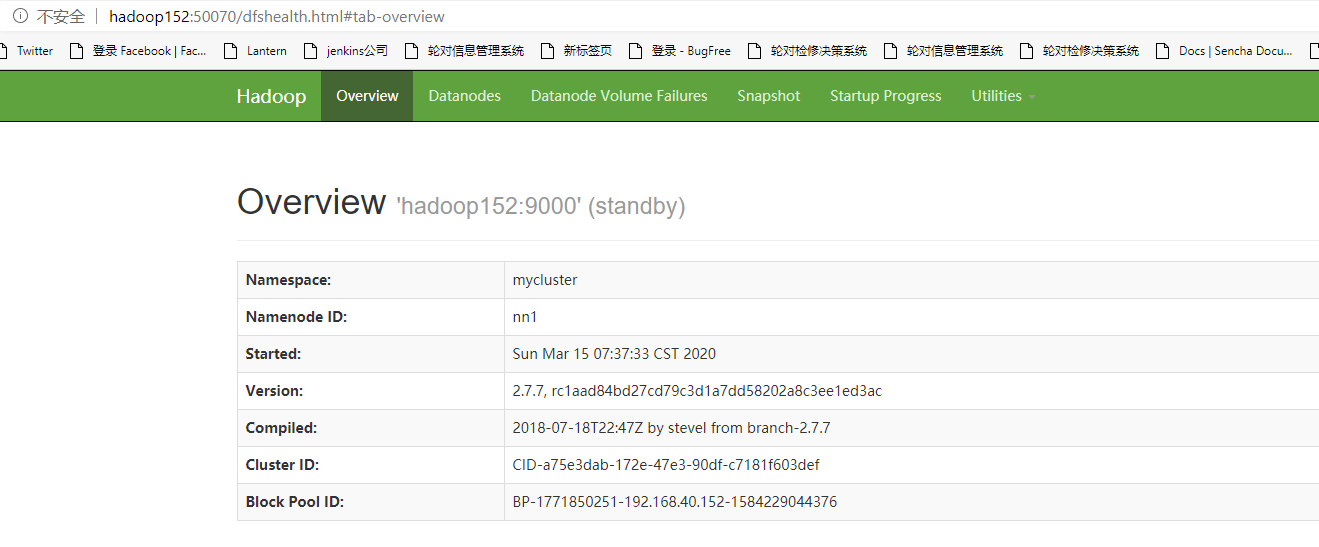 不安全 hadoop152:50070/dfshealth.html#tab-overview
Twitter 登录 Facebook | Fac... Lantern jenkins公司 轮对信息管理系统 新标签页 登录 - BugFree 轮对检修决策系统 轮对信息管理系统 轮对检修决策系统 Docs | Sencha Docu...
Hadoop Overview Datanodes Datanode Volume Failures Snapshot Startup Progress Utilities
Overview 'hadoop152:9000' (standby)
Namespace: mycluster
Namenode ID: nn1
Started: Sun Mar 15 07:37:33 CST 2020
Version: 2.7.7, rc1aad84bd27cd79c3d1a7dd58202a8c3ee1ed3ac
Compiled: 2018-07-18T22:47Z by stevel from branch-2.7.7
Cluster ID: CID-a75e3dab-172e-47e3-90df-c7181f603def
Block Pool ID: BP-1771850251-192.168.40.152-1584229044376